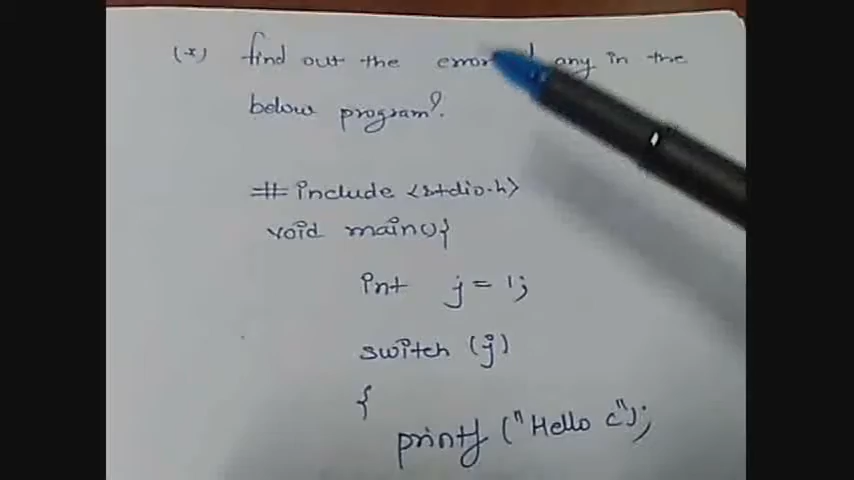 (x) find out the error any in the
below program?
# include <stdio.h>
void main(){
int j = 1;
switch (j)
{
printf ("Hello c");